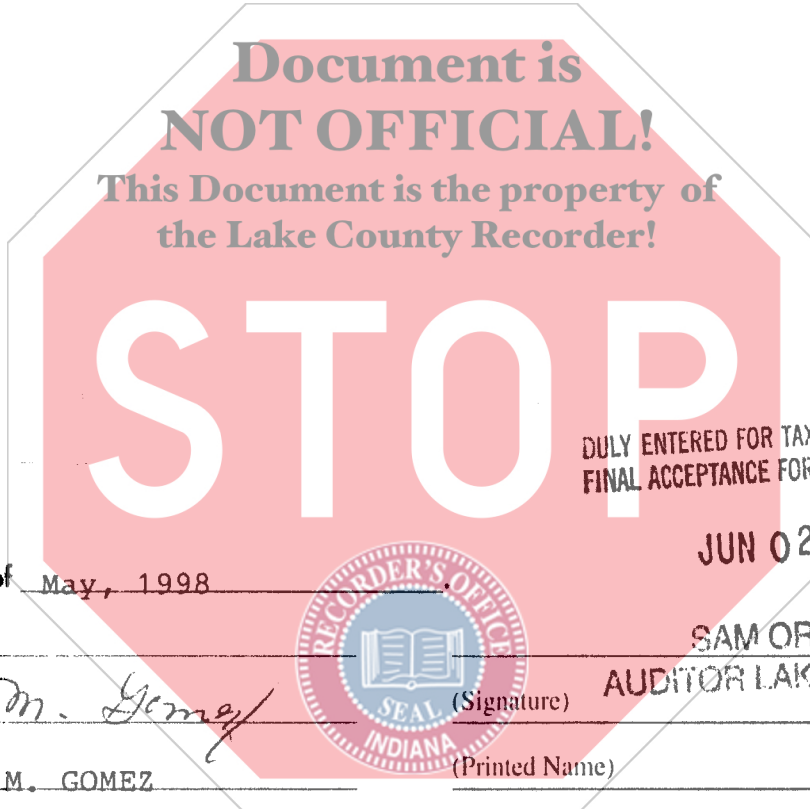 Document is
NOT OFFICIAL!
This Document is the property of
the Lake County Recorder!
STOP
DULY ENTERED FOR TAX
FINAL ACCEPTANCE FOR
JUN 02
of May, 1998.
RECORDER'S OFFICE
SEAL
INDIANA
SAM OR
AUDITOR LAK
M. Gomez
(Signature)
M. GOMEZ
(Printed Name)